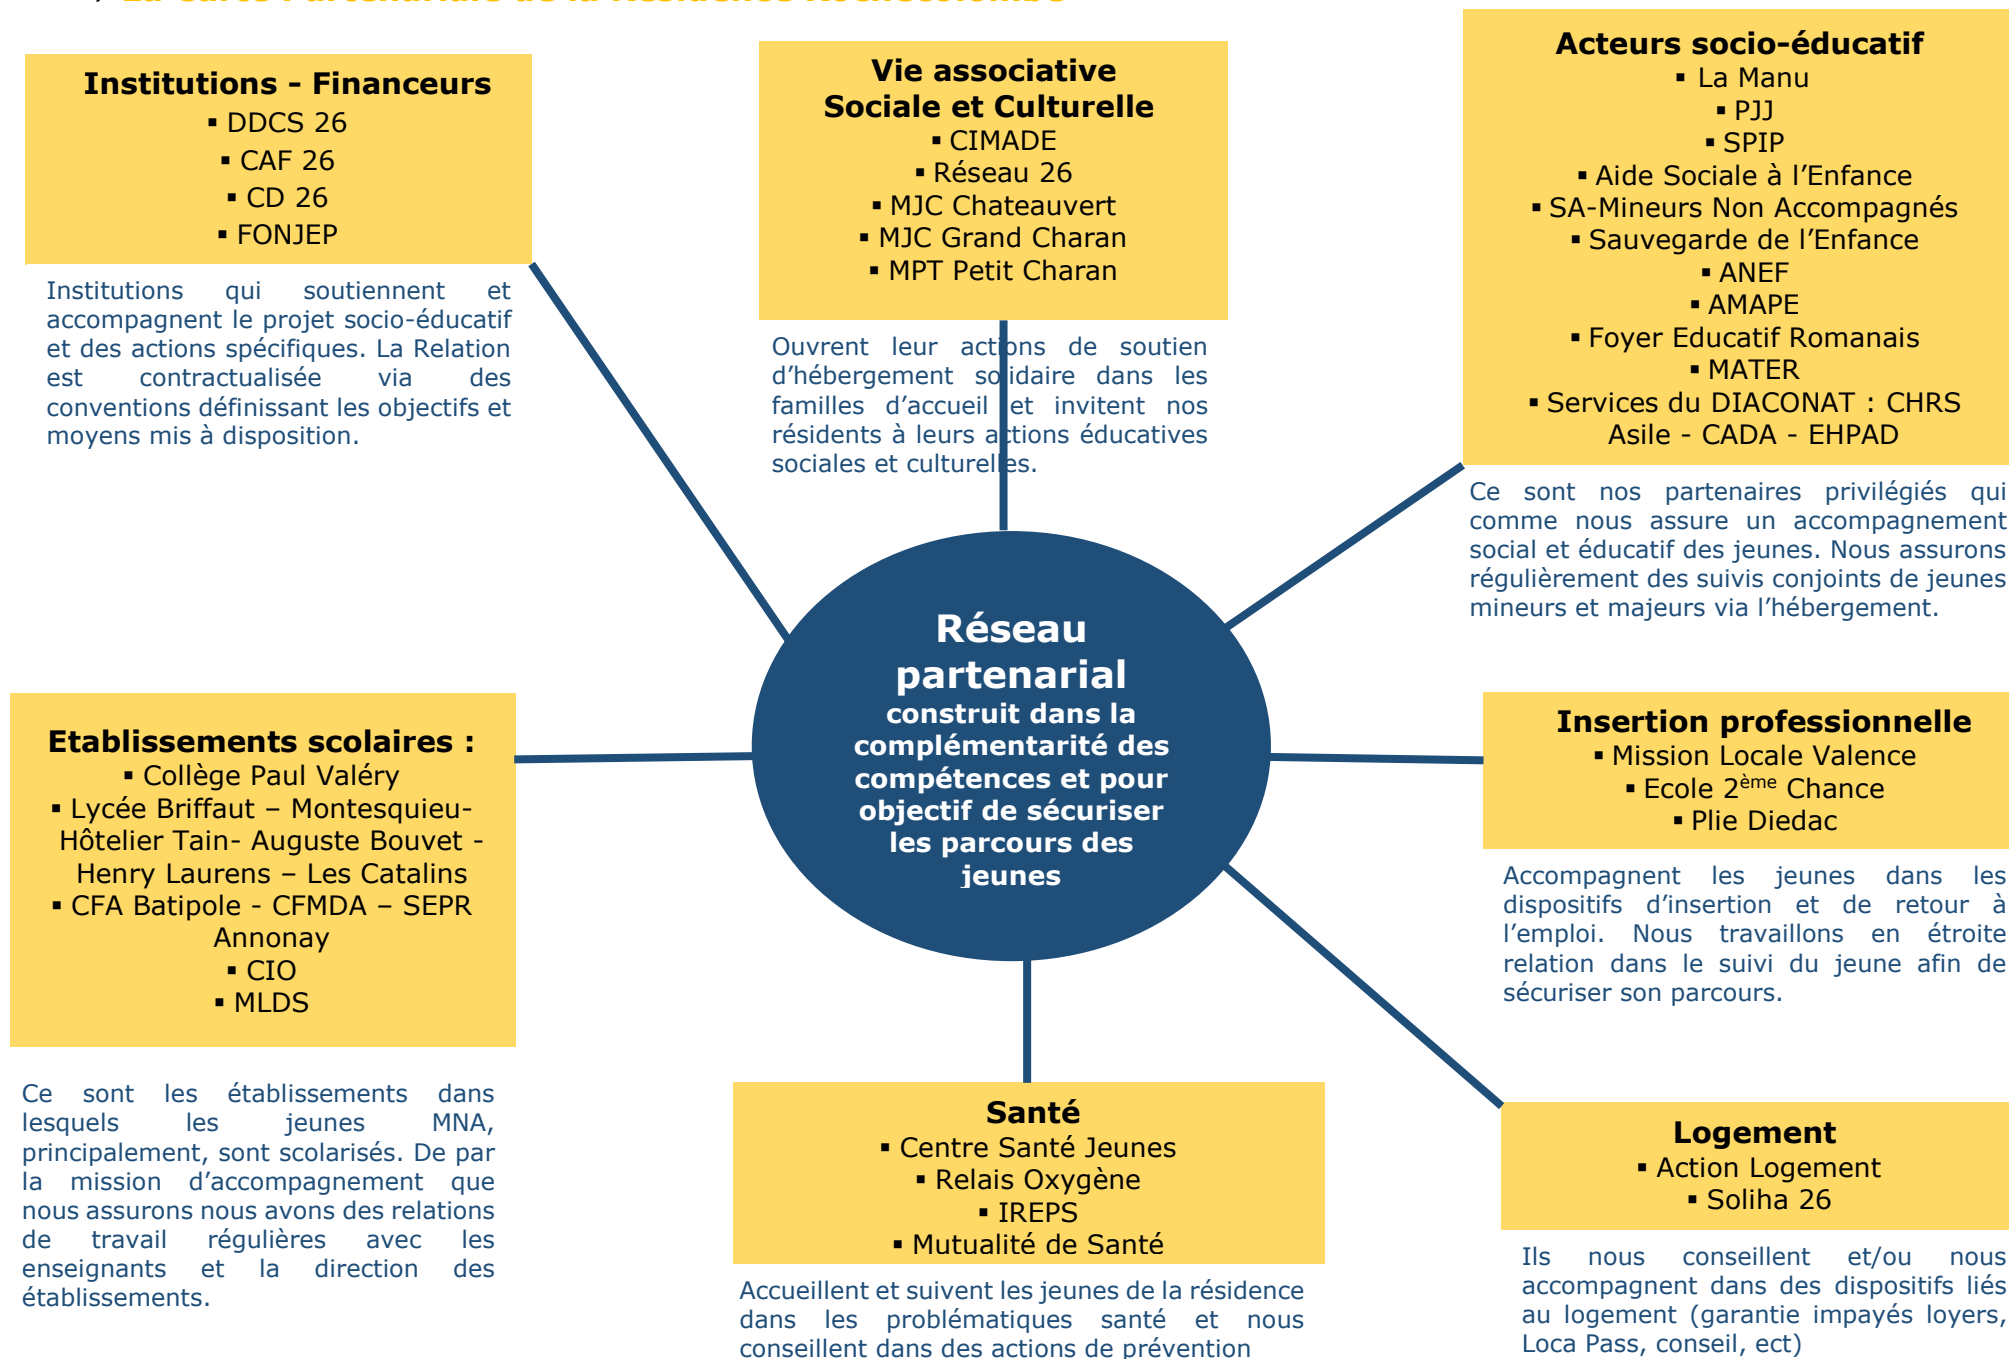 La Carte Partenariale de la Résidence Rochecolombe
Institutions - Financeurs
▪ DDCS 26
▪ CAF 26
▪ CD 26
▪ FONJEP
Institutions qui soutiennent et
accompagnent le projet socio-éducatif
et des actions spécifiques. La Relation
est contractualisée via des
conventions définissant les objectifs et
moyens mis à disposition.
Vie associative
Sociale et Culturelle
▪ CIMADE
▪ Réseau 26
▪ MJC Chateauvert
▪ MJC Grand Charan
▪ MPT Petit Charan
Ouvrent leur actions de soutien
d’hébergement solidaire dans les
familles d’accueil et invitent nos
résidents à leurs actions éducatives
sociales et culturelles.
Acteurs socio-éducatif
▪ La Manu
▪ PJJ
▪ SPIP
▪ Aide Sociale à l’Enfance
▪ SA-Mineurs Non Accompagnés
▪ Sauvegarde de l’Enfance
▪ ANEF
▪ AMAPE
▪ Foyer Educatif Romanais
▪ MATER
▪ Services du DIACONAT : CHRS
Asile - CADA - EHPAD
Ce sont nos partenaires privilégiés qui
comme nous assure un accompagnement
social et éducatif des jeunes. Nous assurons
régulièrement des suivis conjoints de jeunes
mineurs et majeurs via l’hébergement.
Réseau
partenarial
construit dans la
complémentarité des
compétences et pour
objectif de sécuriser
les parcours des
jeunes
Etablissements scolaires :
▪ Collège Paul Valéry
▪ Lycée Briffaut – Montesquieu-
Hôtelier Tain- Auguste Bouvet -
Henry Laurens – Les Catalins
▪ CFA Batipole - CFMDA – SEPR
Annonay
▪ CIO
▪ MLDS
Ce sont les établissements dans
lesquels les jeunes MNA,
principalement, sont scolarisés. De par
la mission d’accompagnement que
nous assurons nous avons des relations
de travail régulières avec les
enseignants et la direction des
établissements.
Insertion professionnelle
▪ Mission Locale Valence
▪ Ecole 2ème Chance
▪ Plie Diedac
Accompagnent les jeunes dans les
dispositifs d’insertion et de retour à
l’emploi. Nous travaillons en étroite
relation dans le suivi du jeune afin de
sécuriser son parcours.
Santé
▪ Centre Santé Jeunes
▪ Relais Oxygène
▪ IREPS
▪ Mutualité de Santé
Accueillent et suivent les jeunes de la résidence
dans les problématiques santé et nous
conseillent dans des actions de prévention
Logement
▪ Action Logement
▪ Soliha 26
Ils nous conseillent et/ou nous
accompagnent dans des dispositifs liés
au logement (garantie impayés loyers,
Loca Pass, conseil, ect)